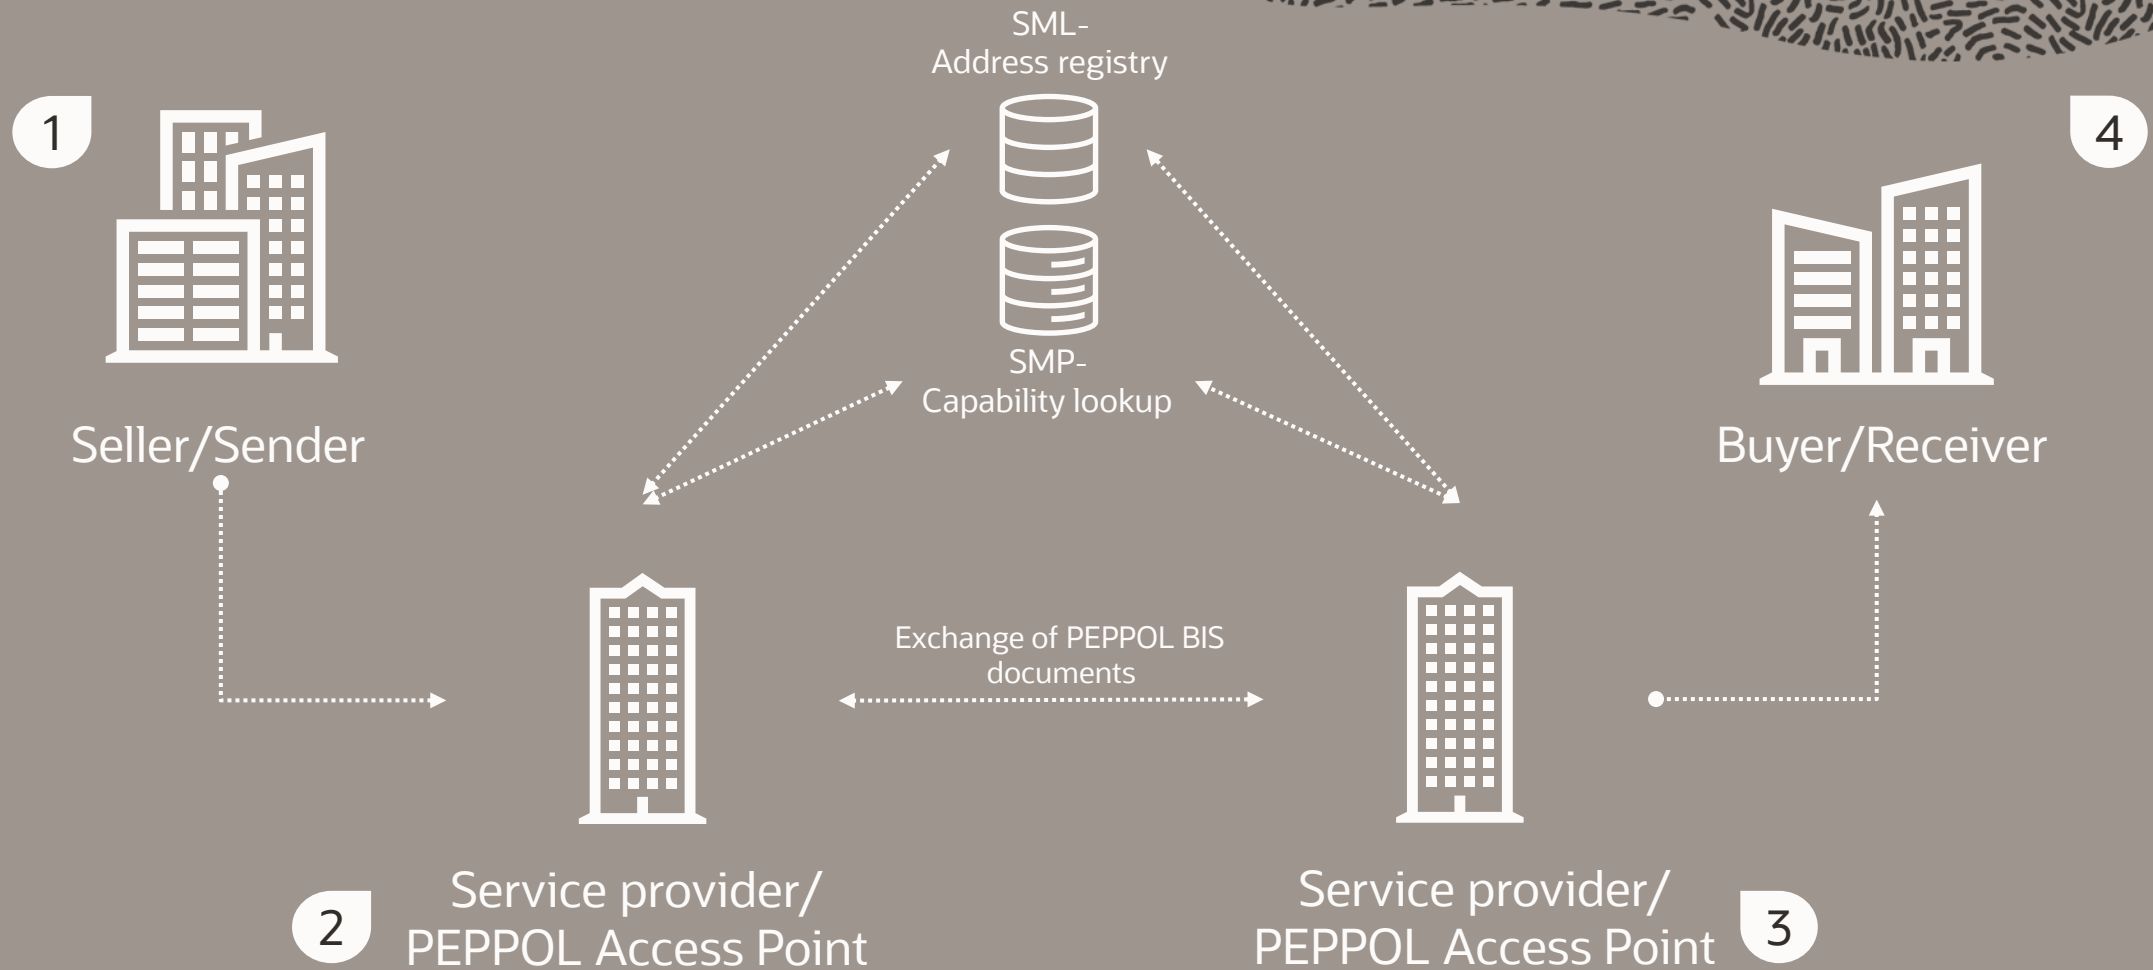 SML-
Address registry
1
4
SMP-
Capability lookup
Seller/Sender
Buyer/Receiver
Exchange of PEPPOL BIS
documents
2
Service provider/
PEPPOL Access Point
Service provider/
PEPPOL Access Point
3